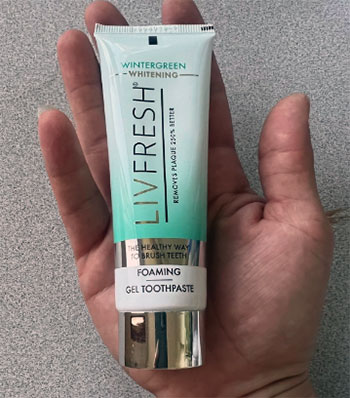 WINTERGREEN
WHITENING
LIVFRESH®
REMOVES PLAQUE 250% BETTER
THE HEALTHY WAY
TO BRUSH TEETH
FOAMING
GEL TOOTHPASTE